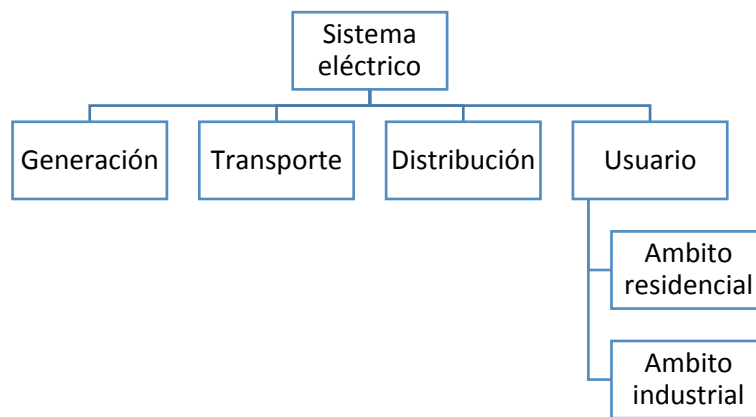 Sistema
eléctrico
Generación
Transporte
Distribución
Usuario
Ambito
residencial
Ambito
industrial